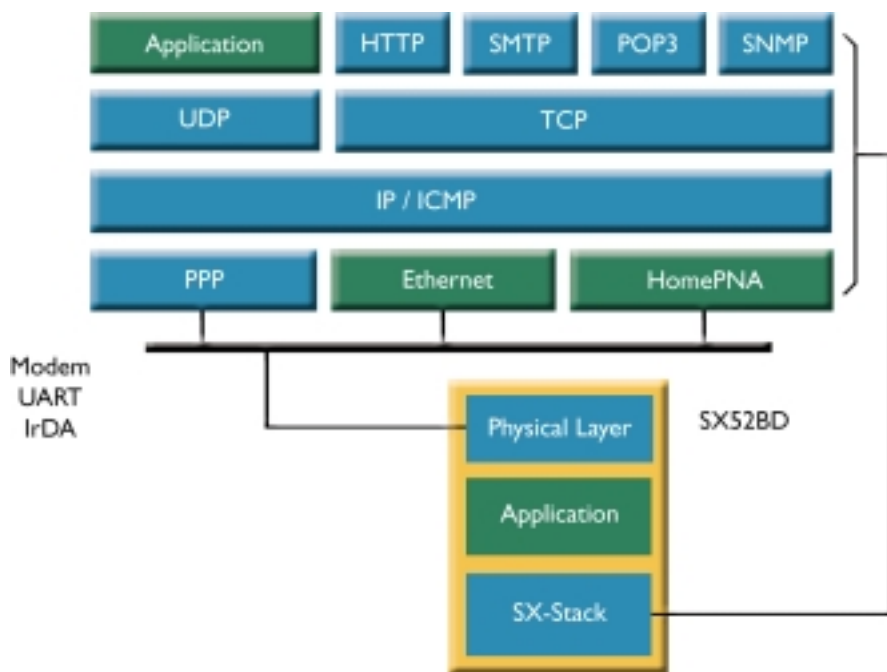 Application HTTP SMTP POP3 SNMP
UDP TCP
IP / ICMP
PPP Ethernet HomePNA
Modem
UART
IrDA
Physical Layer SX52BD
Application
SX-Stack